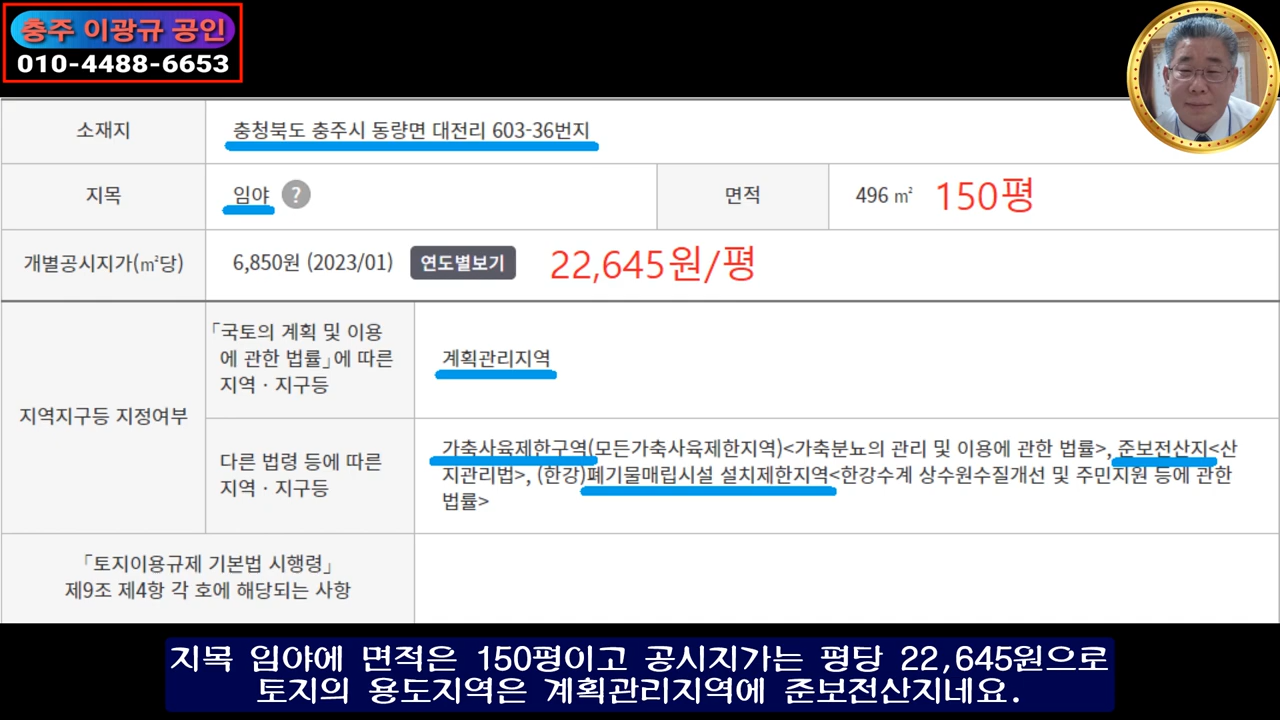 충주 이광규 공인
010-4488-6653
소재지
충청북도 충주시 동량면 대전리 603-36번지
지목
임야 ?
면적
496 ㎡ 150평
개별공시지가(㎡당)
6,850원 (2023/01) 연도별보기 22,645원/평
지역지구등 지정여부
「국토의 계획 및 이용
에 관한 법률」에 따른
지역 · 지구등
계획관리지역
다른 법령 등에 따른
지역 · 지구등
가축사육제한구역(모든가축사육제한지역)<가축분뇨의 관리 및 이용에 관한 법률>, 준보전산지<산
지관리법>, (한강)폐기물매립시설 설치제한지역<한강수계 상수원수질개선 및 주민지원 등에 관한
법률>
「토지이용규제 기본법 시행령」
제9조 제4항 각 호에 해당되는 사항
지목 임야에 면적은 150평이고 공시지가는 평당 22,645원으로
토지의 용도지역은 계획관리지역에 준보전산지네요.